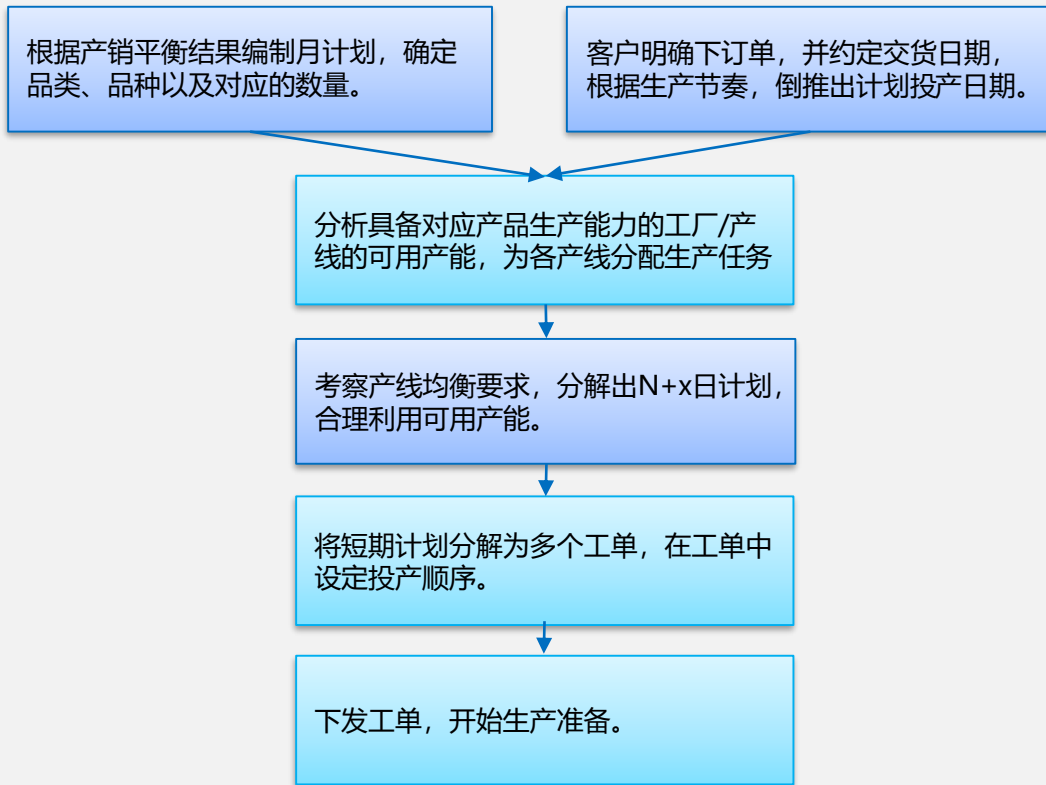 根据产销平衡结果编制月计划，确定
品类、品种以及对应的数量。
客户明确下订单，并约定交货日期，
根据生产节奏，倒推出计划投产日期。
分析具备对应产品生产能力的工厂/产
线的可用产能，为各产线分配生产任务
考察产线均衡要求，分解出N+x日计划，
合理利用可用产能。
将短期计划分解为多个工单，在工单中
设定投产顺序。
下发工单，开始生产准备。